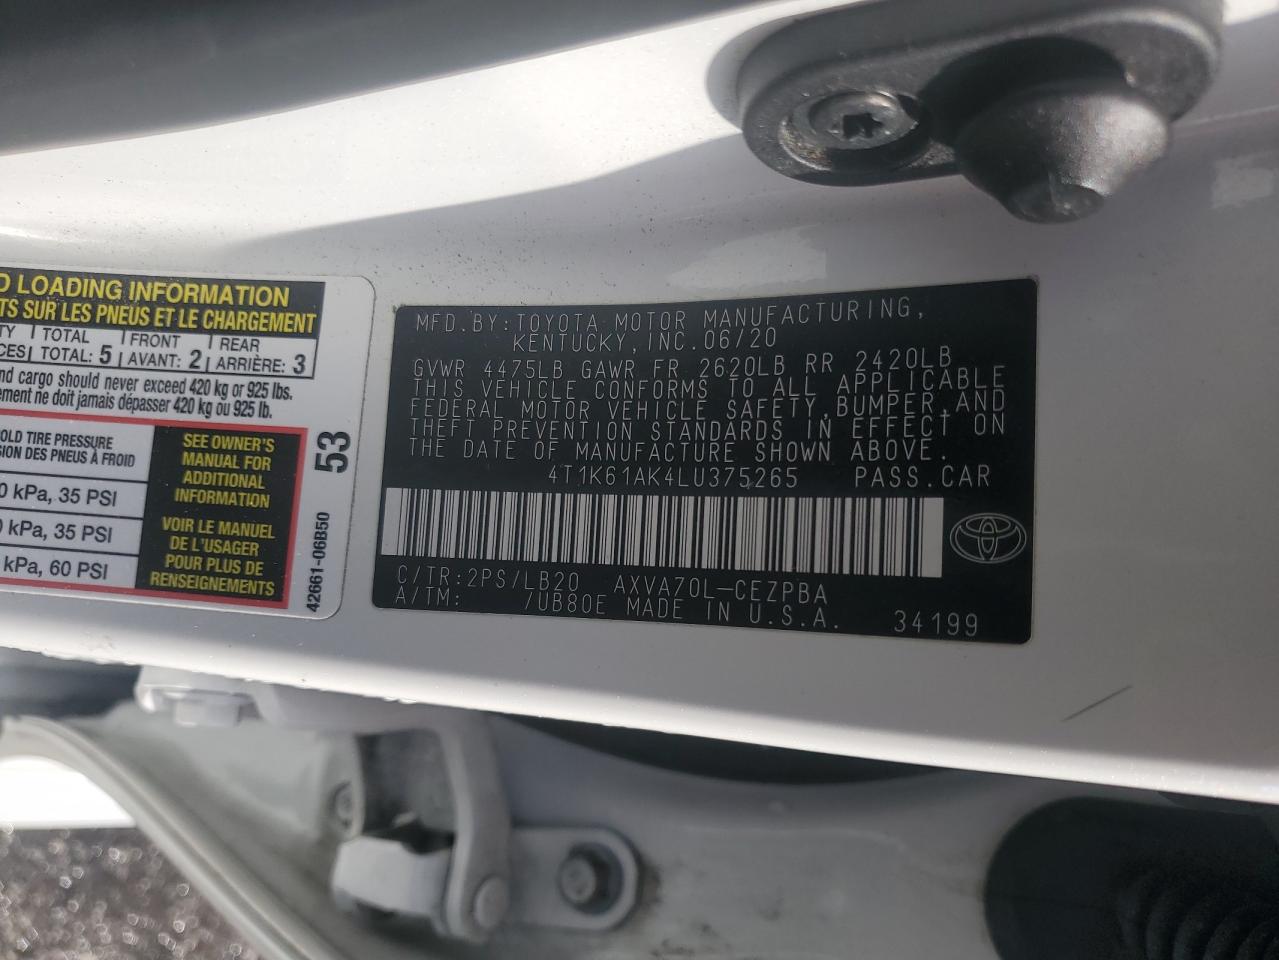 D LOADING INFORMATION
TS SUR LES PNEUS ET LE CHARGEMENT
TY TOTAL FRONT REAR
CES TOTAL: 5 AVANT: 2 ARRIÈRE: 3
nd cargo should never exceed 420 kg or 925 lbs.
ement ne doit jamais dépasser 420 kg ou 925 lb.
OLD TIRE PRESSURE
SION DES PNEUS À FROID
0 kPa, 35 PSI
0 kPa, 35 PSI
kPa, 60 PSI
SEE OWNER'S
MANUAL FOR
ADDITIONAL
INFORMATION
VOIR LE MANUEL
DE L'USAGER
POUR PLUS DE
RENSEIGNEMENTS
53
42661-06B50
MFD.BY:TOYOTA MOTOR MANUFACTURING,
KENTUCKY,INC.06/20
GVWR 4475LB GAWR FR 2620LB RR 2420LB
THIS VEHICLE CONFORMS TO ALL APPLICABLE
FEDERAL MOTOR VEHICLE SAFETY,BUMPER,AND
THEFT PREVENTION STANDARDS IN EFFECT ON
THE DATE OF MANUFACTURE SHOWN ABOVE.
4T1K61AK4LU375265 PASS.CAR
C/TR:2PS/LB20 AXVA70L-CEZPBA
A/TM: /UB80E MADE IN U.S.A. 34199